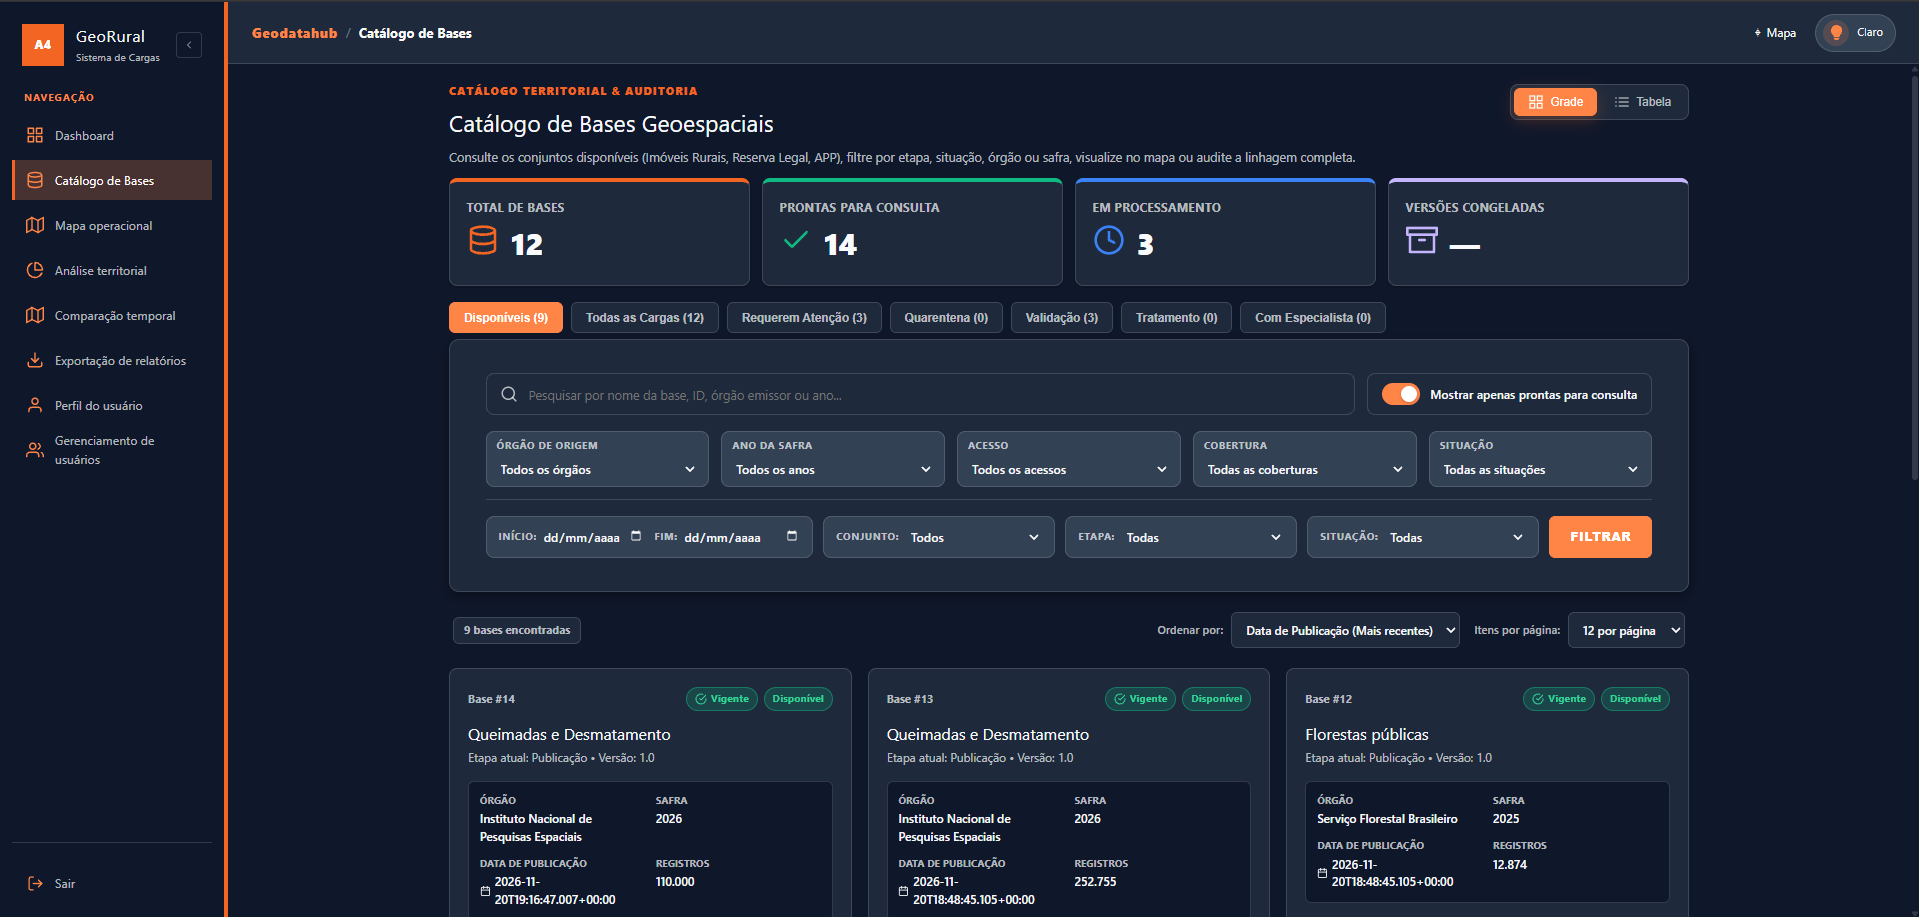 A4
GeoRural
Sistema de Cargas
NAVEGAÇÃO
Dashboard
Catálogo de Bases
Mapa operacional
Análise territorial
Comparação temporal
Exportação de relatórios
Perfil do usuário
Gerenciamento de
usuários
Sair
Geodatahub / Catálogo de Bases
Mapa
Claro
CATÁLOGO TERRITORIAL & AUDITORIA
Catálogo de Bases Geoespaciais
Consulte os conjuntos disponíveis (Imóveis Rurais, Reserva Legal, APP), filtre por etapa, situação, órgão ou safra, visualize no mapa ou audite a linhagem completa.
Grade Tabela
TOTAL DE BASES
12
PRONTAS PARA CONSULTA
14
EM PROCESSAMENTO
3
VERSÕES CONGELADAS
—
Disponíveis (9) Todas as Cargas (12) Requerem Atenção (3) Quarentena (0) Validação (3) Tratamento (0) Com Especialista (0)
Pesquisar por nome da base, ID, órgão emissor ou ano...
Mostrar apenas prontas para consulta
ÓRGÃO DE ORIGEM
Todos os órgãos
ANO DA SAFRA
Todos os anos
ACESSO
Todos os acessos
COBERTURA
Todas as coberturas
SITUAÇÃO
Todas as situações
INÍCIO: dd/mm/aaaa FIM: dd/mm/aaaa
CONJUNTO: Todos
ETAPA: Todas
SITUAÇÃO: Todas
FILTRAR
9 bases encontradas
Ordenar por: Data de Publicação (Mais recentes)
Itens por página: 12 por página
Base #14 Vigente Disponível
Queimadas e Desmatamento
Etapa atual: Publicação • Versão: 1.0
ÓRGÃO
Instituto Nacional de
Pesquisas Espaciais
SAFRA
2026
DATA DE PUBLICAÇÃO
2026-11-
20T19:16:47.007+00:00
REGISTROS
110.000
Base #13 Vigente Disponível
Queimadas e Desmatamento
Etapa atual: Publicação • Versão: 1.0
ÓRGÃO
Instituto Nacional de
Pesquisas Espaciais
SAFRA
2026
DATA DE PUBLICAÇÃO
2026-11-
20T18:48:45.105+00:00
REGISTROS
252.755
Base #12 Vigente Disponível
Florestas públicas
Etapa atual: Publicação • Versão: 1.0
ÓRGÃO
Serviço Florestal Brasileiro
SAFRA
2025
DATA DE PUBLICAÇÃO
2026-11-
20T18:48:45.105+00:00
REGISTROS
12.874